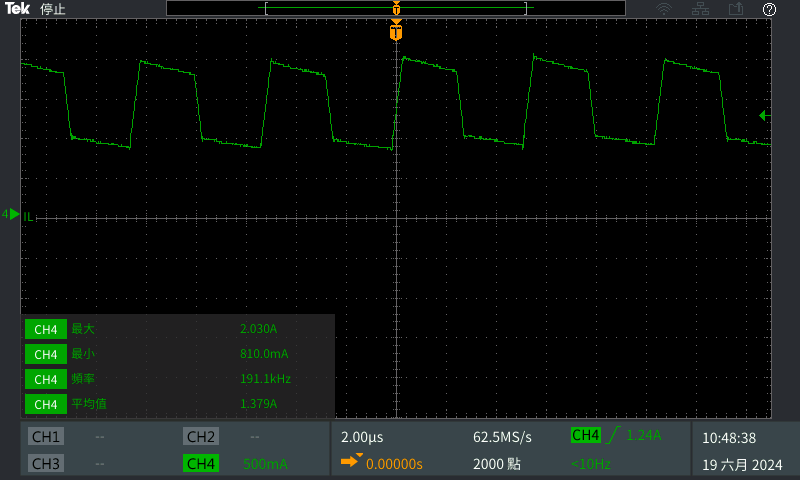 Tek 停止
T
T
4 IL
CH4 最大 2.030A
CH4 最小 810.0mA
CH4 頻率 191.1kHz
CH4 平均值 1.379A
CH1 -- CH2 -- 2.00μs 62.5MS/s CH4 1.24A 10:48:38
CH3 -- CH4 500mA 0.00000s 2000 點 <10Hz 19 六月 2024